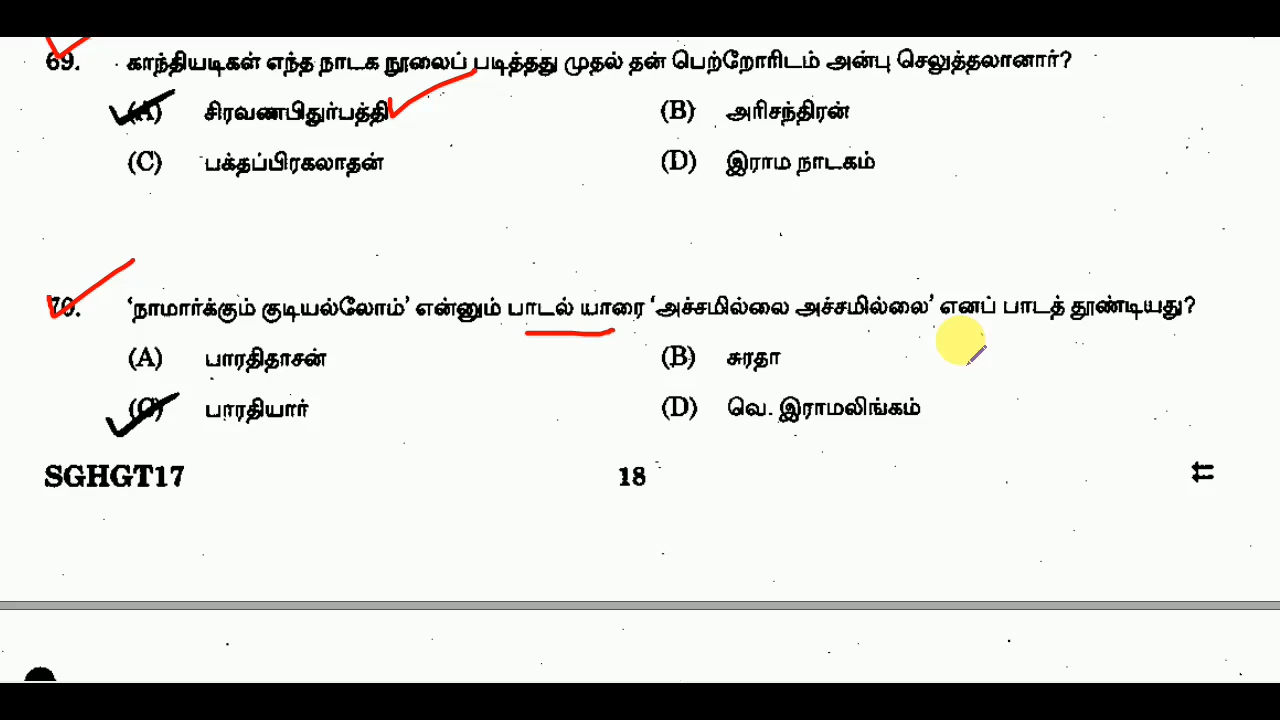 69. காந்தியடிகள் எந்த நாடக நூலைப் படித்தது முதல் தன் பெற்றோரிடம் அன்பு செலுத்தலானார்?
(A) சிரவணபிதுர்பத்தி (B) அரிசந்திரன்
(C) பக்தப்பிரகலாதன் (D) இராம நாடகம்
70. ‘நாமார்க்கும் குடியல்லோம்’ என்னும் பாடல் யாரை ‘அச்சமில்லை அச்சமில்லை’ எனப் பாடத் தூண்டியது?
(A) பாரதிதாசன் (B) சுரதா
(C) பாரதியார் (D) வெ. இராமலிங்கம்
SGHGT17 18